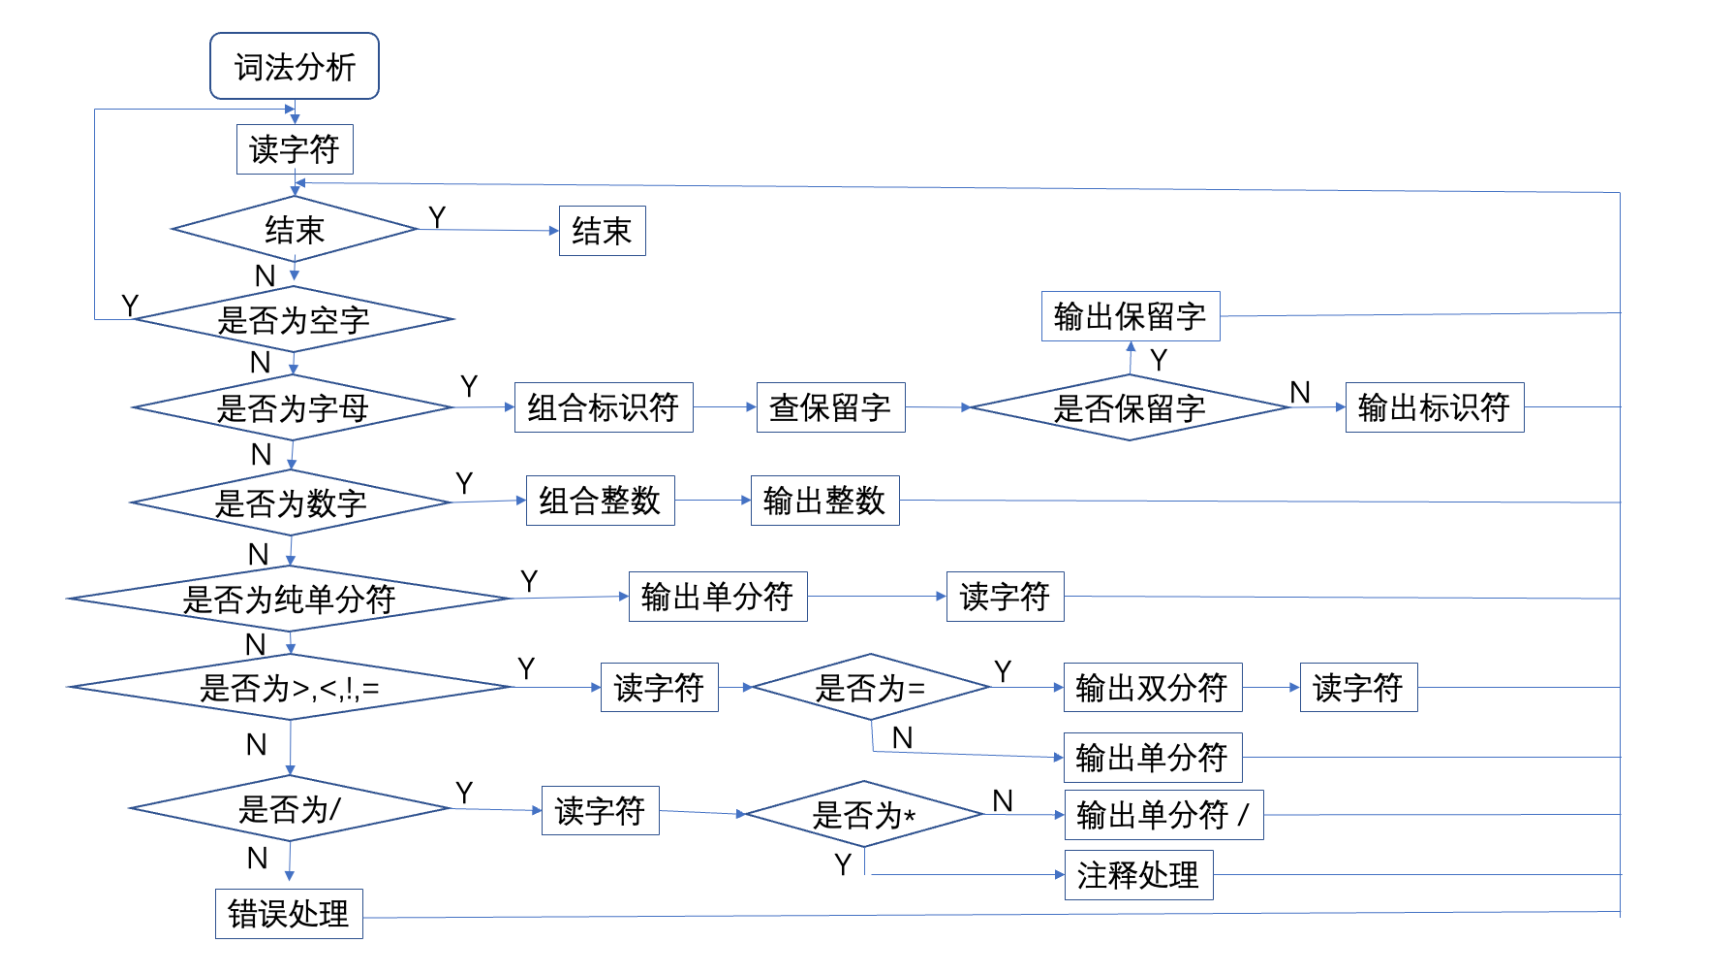 词法分析
读字符
结束
Y
结束
N
Y
是否为空字
输出保留字
N
Y
是否为字母
Y
组合标识符
查保留字
是否保留字
N
输出标识符
N
是否为数字
Y
组合整数
输出整数
N
是否为纯单分符
Y
输出单分符
读字符
N
是否为>,<,!,=
Y
读字符
是否为=
Y
输出双分符
读字符
N
输出单分符
N
是否为/
Y
读字符
是否为*
N
输出单分符 /
Y
注释处理
N
错误处理